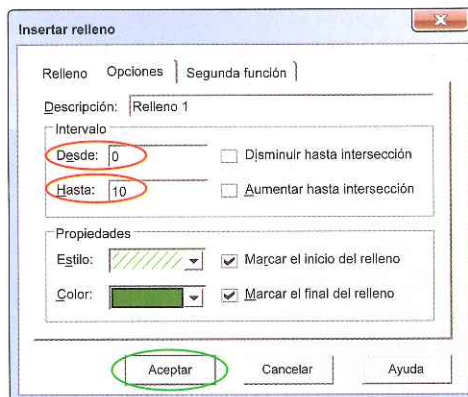 Insertar relleno
Relleno Opciones Segunda función
Descripción: Relleno 1
Intervalo
Desde: 0 Disminuir hasta intersección
Hasta: 10 Aumentar hasta intersección
Propiedades
Estilo: Marcar el inicio del relleno
Color: Marcar el final del relleno
Aceptar Cancelar Ayuda